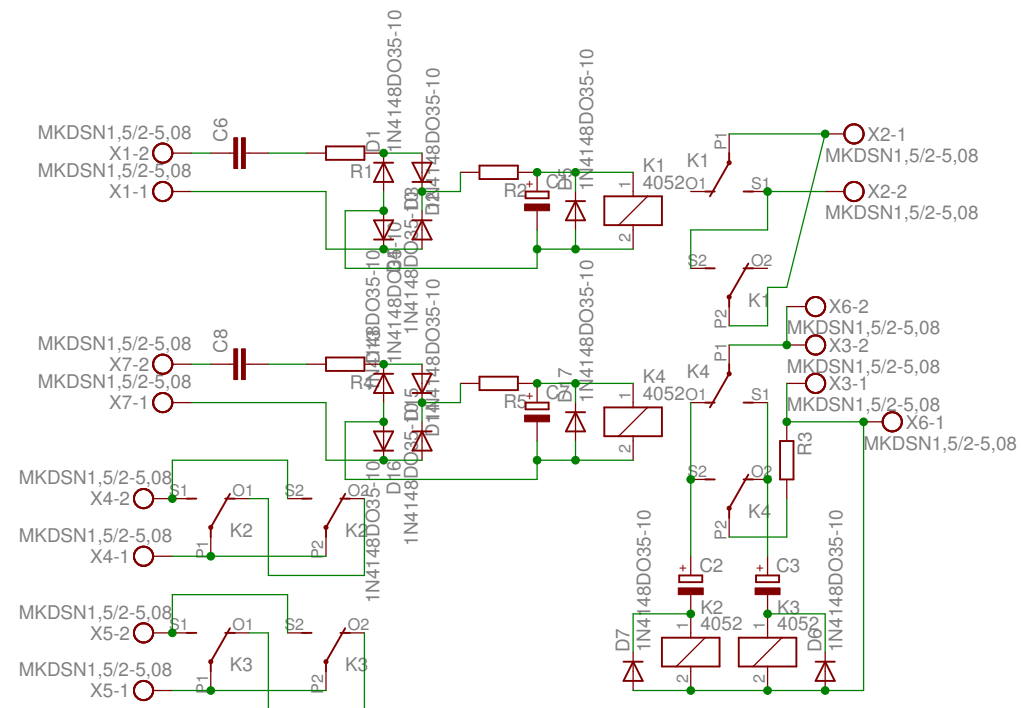 MKDSN1,5/2-5,08
X1-2
MKDSN1,5/2-5,08
X1-1
C6
R1
D1
1N4148DO35-10
1N4148DO35-10
1N4148DO35-10
1N4148DO35-10
R2
1N4148DO35-10
K1
4052
1
2
K1
P1
O1
S1
X2-1
MKDSN1,5/2-5,08
X2-2
MKDSN1,5/2-5,08
S2
O2
P2
K1
X6-2
MKDSN1,5/2-5,08
X3-2
MKDSN1,5/2-5,08
X3-1
MKDSN1,5/2-5,08
X6-1
MKDSN1,5/2-5,08
MKDSN1,5/2-5,08
X7-2
MKDSN1,5/2-5,08
X7-1
C8
R4
D16
1N4148DO35-10
1N4148DO35-10
1N4148DO35-10
R5
1N4148DO35-10
K4
4052
1
2
K4
P1
O1
S1
R3
S2
O2
P2
K4
MKDSN1,5/2-5,08
X4-2
X4-1
S1
O1
P1
K2
S2
O2
P2
K2
MKDSN1,5/2-5,08
X5-2
MKDSN1,5/2-5,08
X5-1
S1
O1
P1
K3
S2
O2
P2
K3
C2
C3
D7
1N4148DO35-10
K2
4052
1
2
K3
4052
1
2
D6
1N4148DO35-10
MKDSN1,5/2-5,08